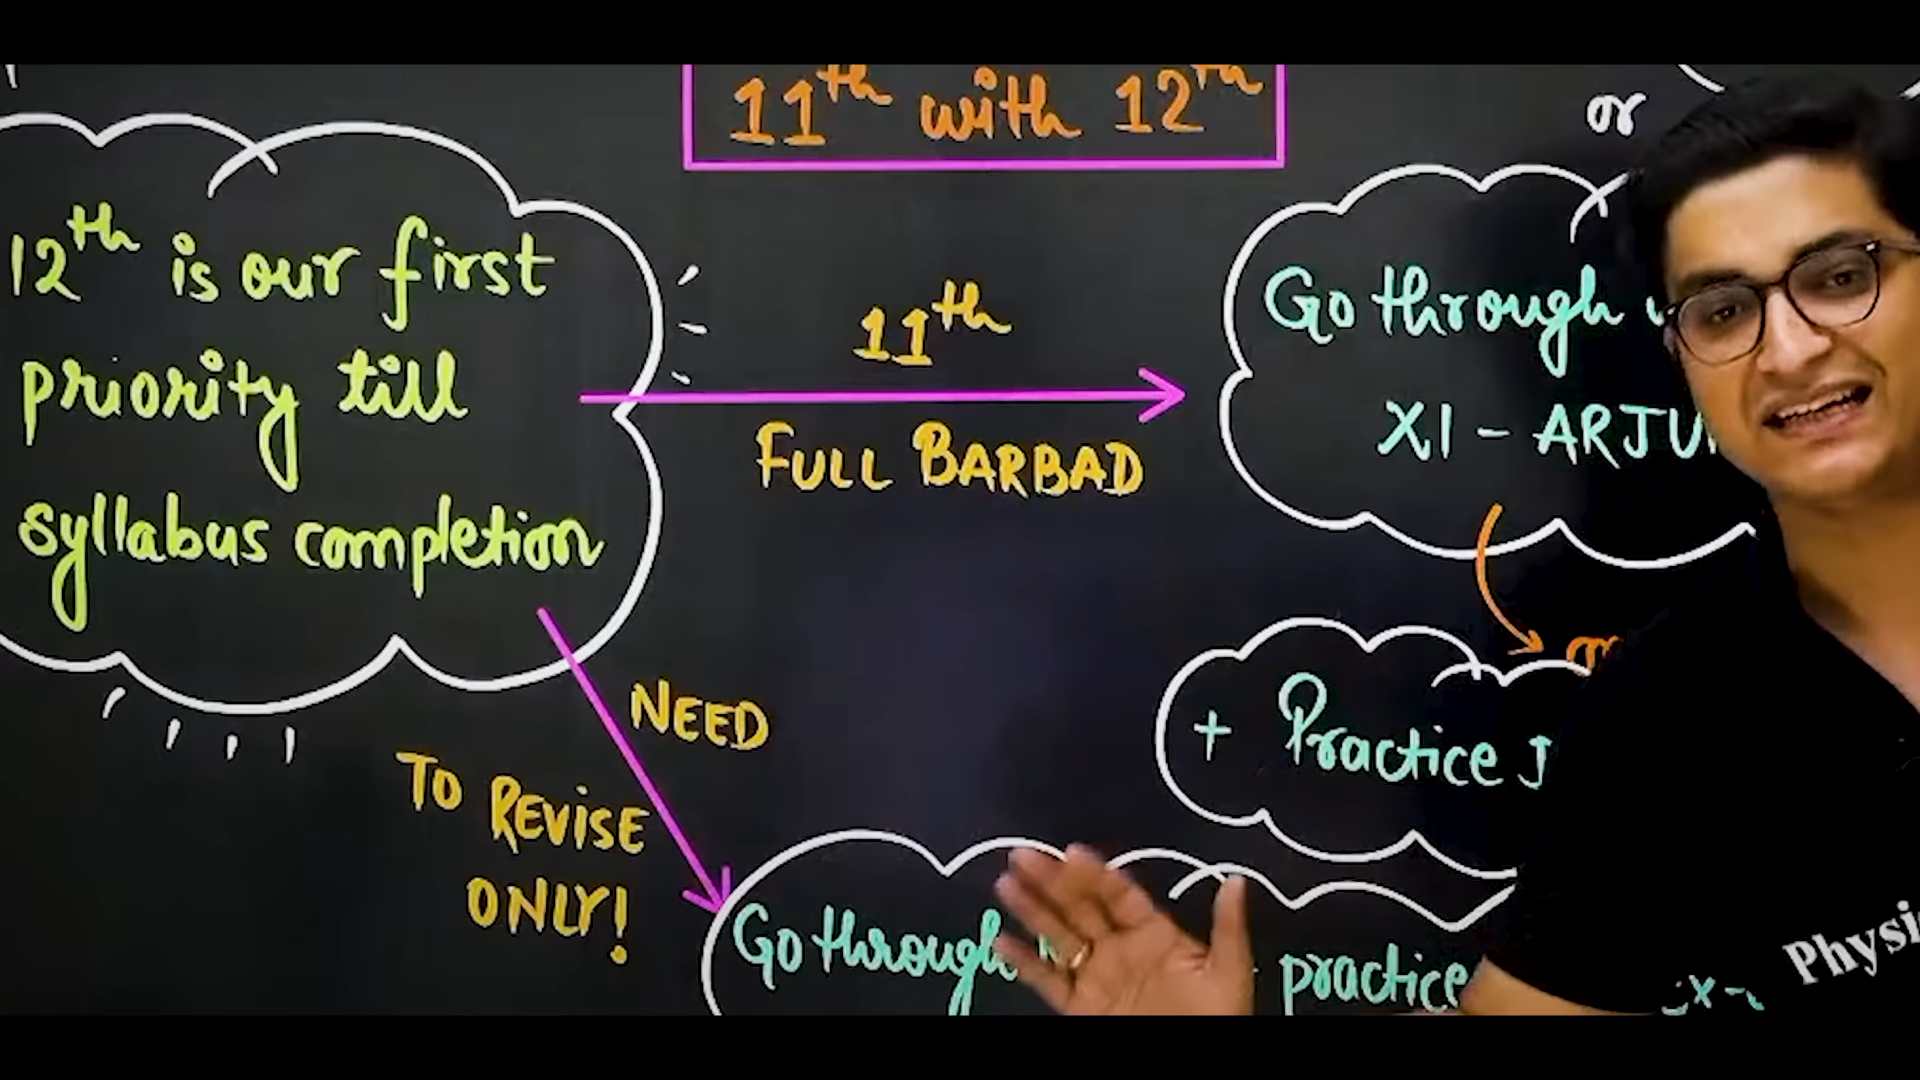 11th with 12th
or
12th is our first
priority till
syllabus completion
11th
FULL BARBAD
Go through
XI - ARJU
NEED
TO REVISE
ONLY!
+ Practice J
Go through
practice
Physi